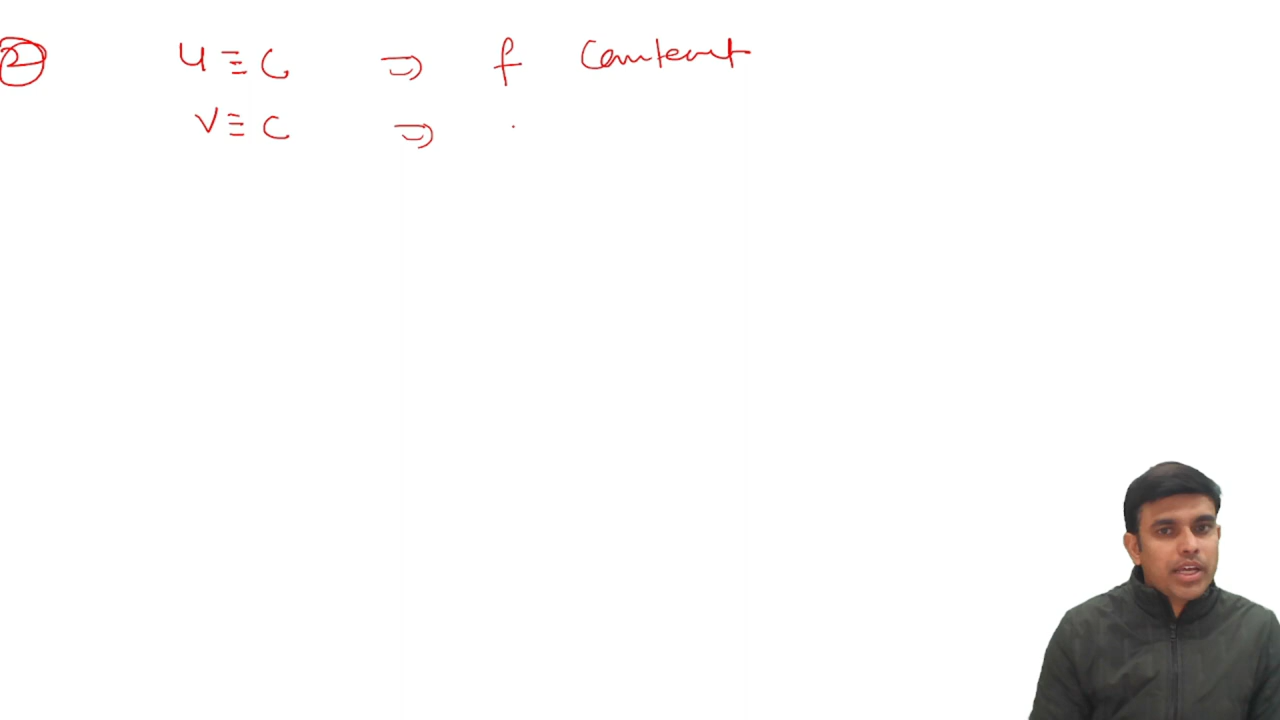 ② u ≡ C ⇒ f constant
v ≡ C ⇒